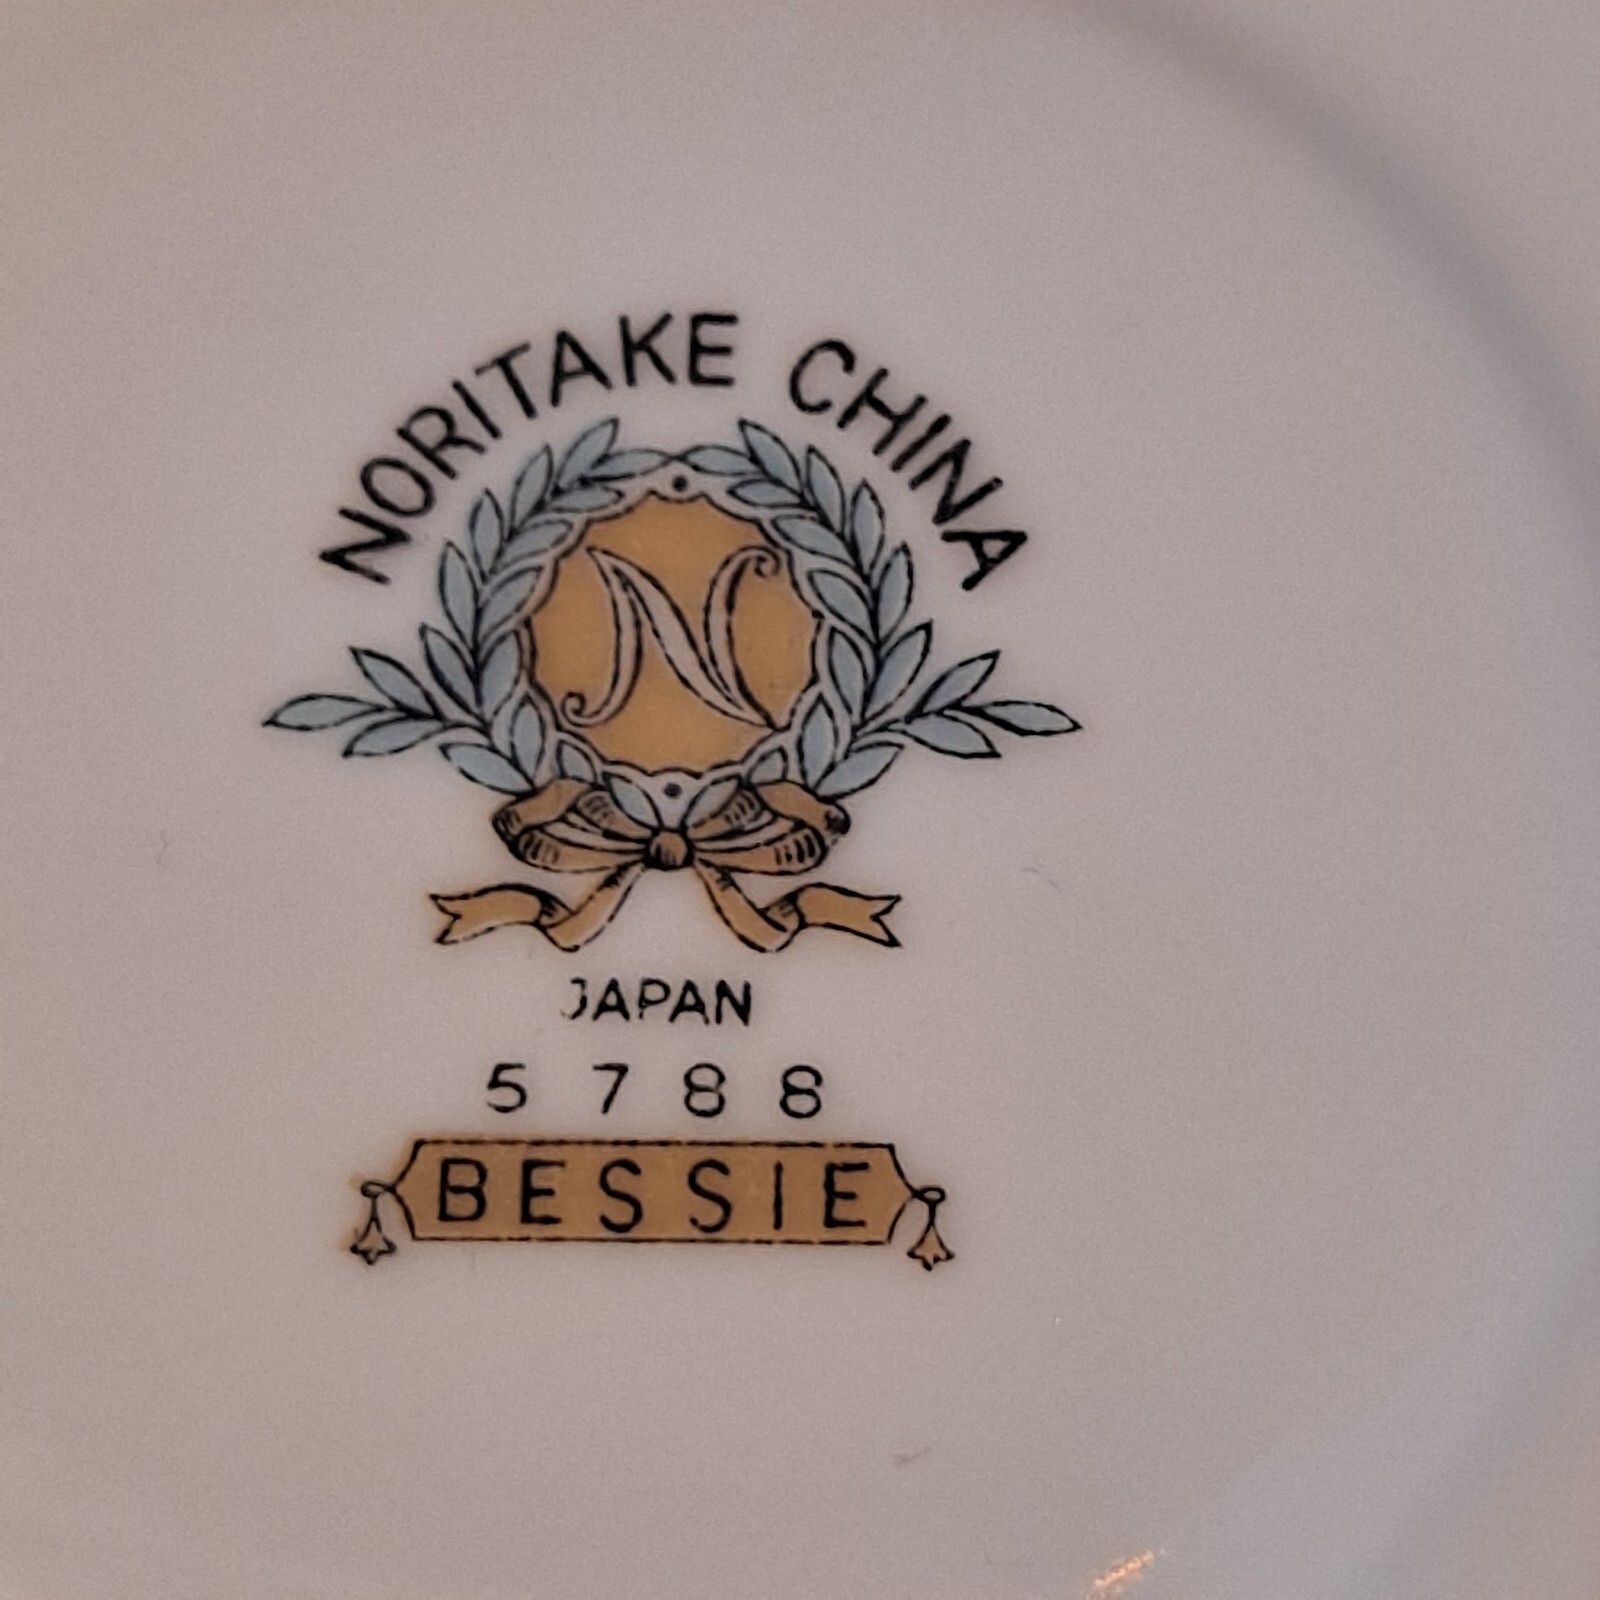 NORITAKE CHINA
N
JAPAN
5788
BESSIE